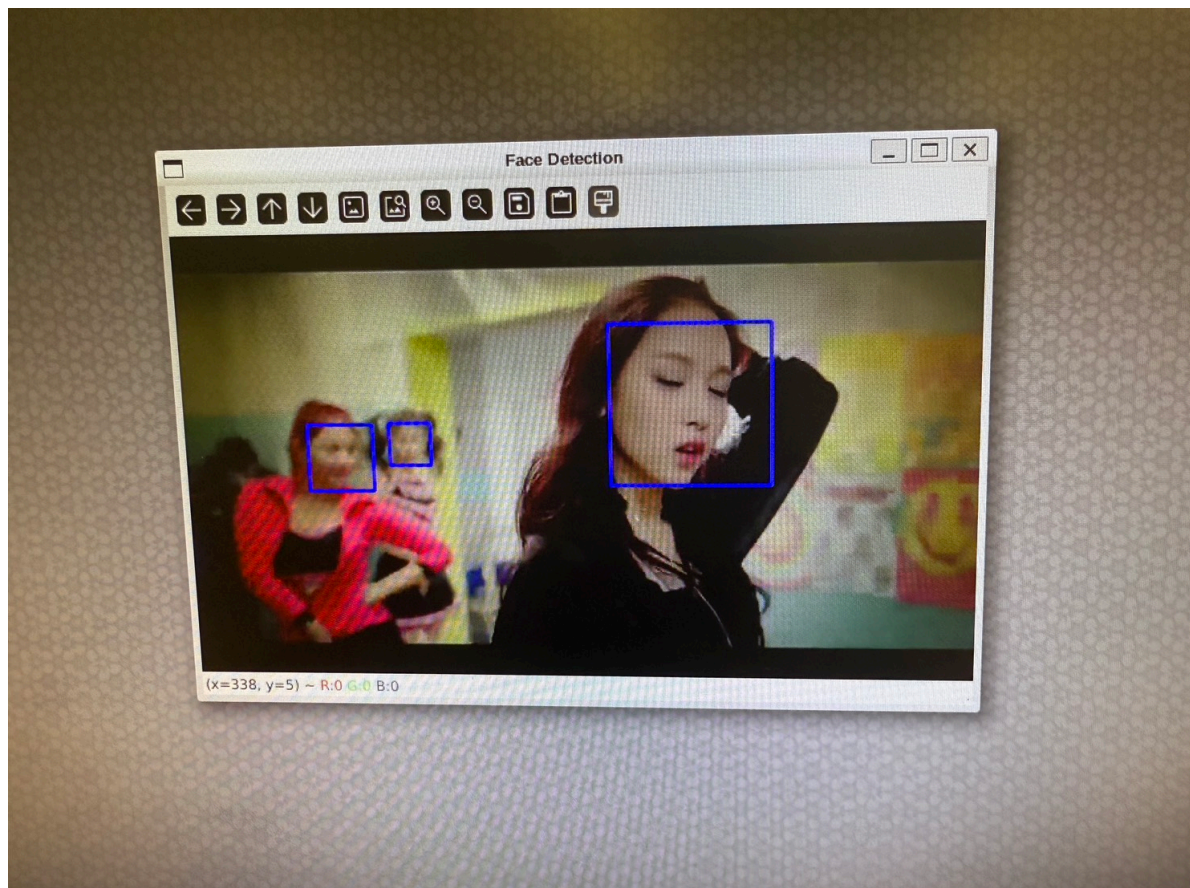 Face Detection
(x=338, y=5) ~ R:0 G:0 B:0